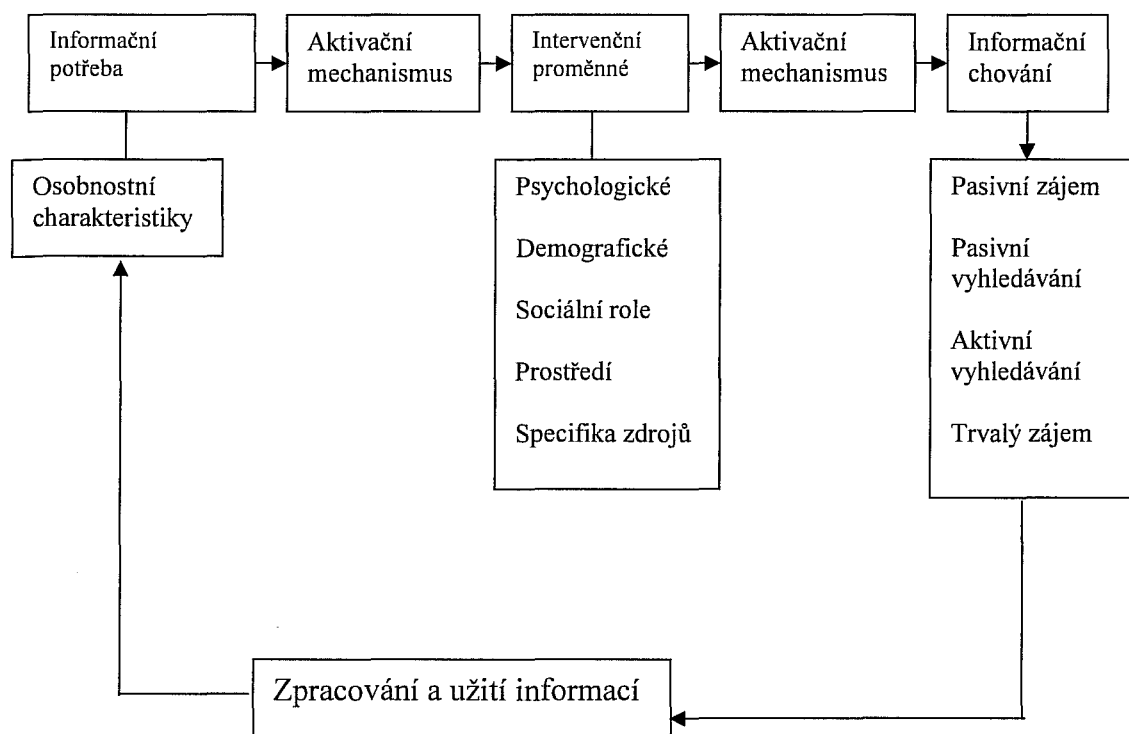 Informační
potřeba
Aktivační
mechanismus
Intervenční
proměnné
Aktivační
mechanismus
Informační
chování
Osobnostní
charakteristiky
Psychologické
Demografické
Sociální role
Prostředí
Specifika zdrojů
Pasivní zájem
Pasivní
vyhledávání
Aktivní
vyhledávání
Trvalý zájem
Zpracování a užití informací